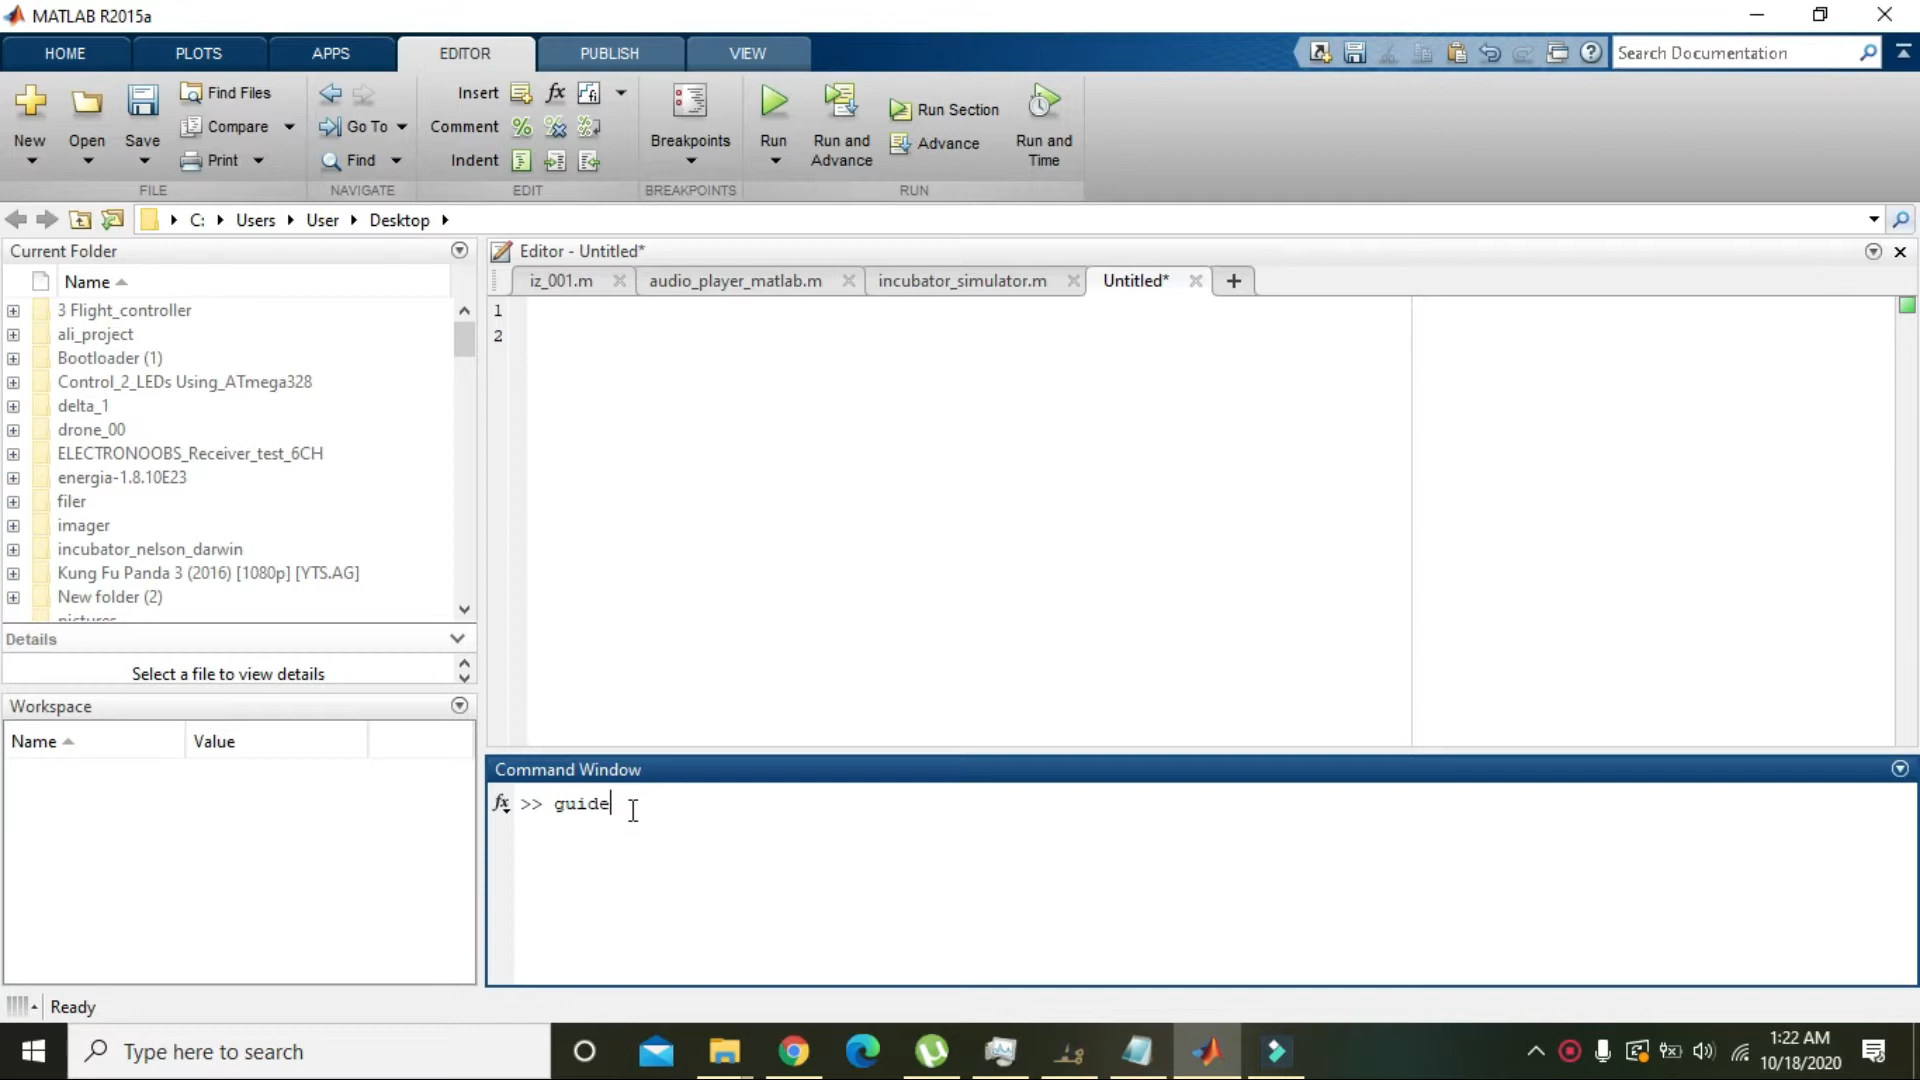 MATLAB R2015a
HOME PLOTS APPS EDITOR PUBLISH VIEW Search Documentation
New Open Save Find Files Compare Print
FILE
Go To Find
NAVIGATE
Insert fx
Comment
Indent
EDIT
Breakpoints
BREAKPOINTS
Run Run and Advance Run Section Advance Run and Time
RUN
C: Users User Desktop
Current Folder
Name
3 Flight_controller
ali_project
Bootloader (1)
Control_2_LEDs Using_ATmega328
delta_1
drone_00
ELECTRONOOBS_Receiver_test_6CH
energia-1.8.10E23
filer
imager
incubator_nelson_darwin
Kung Fu Panda 3 (2016) [1080p] [YTS.AG]
New folder (2)
pictures
Details
Select a file to view details
Workspace
Name Value
Editor - Untitled*
iz_001.m audio_player_matlab.m incubator_simulator.m Untitled* +
1
2
Command Window
fx >> guide
Ready
Type here to search
1:22 AM
10/18/2020